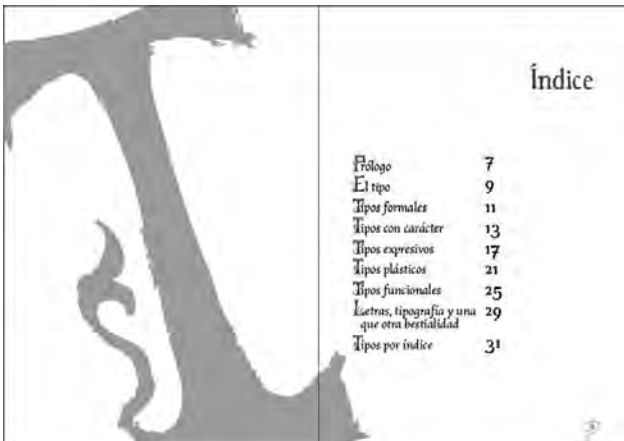 Índice
Prólogo 7
El tipo 9
Tipos formales 11
Tipos con carácter 13
Tipos expresivos 17
Tipos plásticos 21
Tipos funcionales 25
Letras, tipografía y una 29
que otra bestialidad
Tipos por índice 31